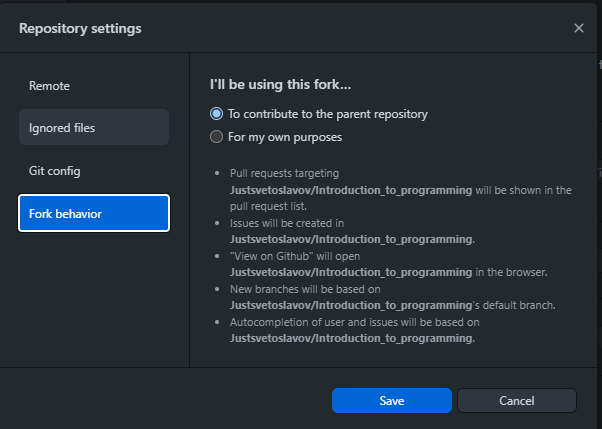 Repository settings
Remote
Ignored files
Git config
Fork behavior
I'll be using this fork...
To contribute to the parent repository
For my own purposes
Pull requests targeting
Justsvetoslavov/Introduction_to_programming will be shown in the
pull request list.
Issues will be created in
Justsvetoslavov/Introduction_to_programming.
"View on Github" will open
Justsvetoslavov/Introduction_to_programming in the browser.
New branches will be based on
Justsvetoslavov/Introduction_to_programming's default branch.
Autocompletion of user and issues will be based on
Justsvetoslavov/Introduction_to_programming.
Save
Cancel